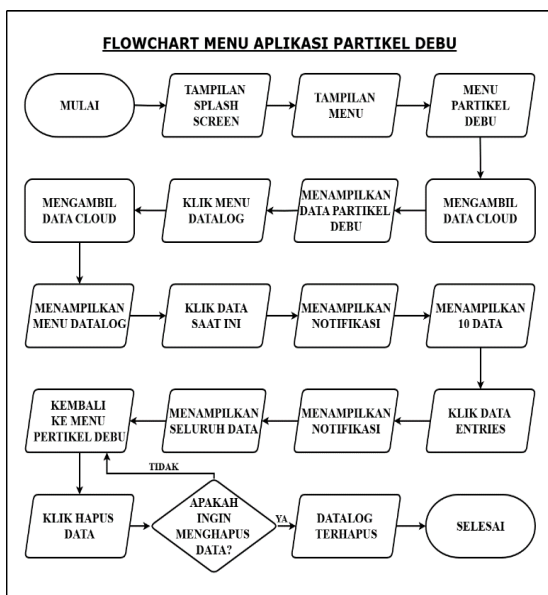 FLOWCHART MENU APLIKASI PARTIKEL DEBU
MULAI
TAMPILAN
SPLASH
SCREEN
TAMPILAN
MENU
MENU
PARTIKEL
DEBU
MENGAMBIL
DATA CLOUD
MENAMPILKAN
DATA PARTIKEL
DEBU
KLIK MENU
DATALOG
MENGAMBIL
DATA CLOUD
MENAMPILKAN
MENU DATALOG
KLIK DATA
SAAT INI
MENAMPILKAN
NOTIFIKASI
MENAMPILKAN
10 DATA
KLIK DATA
ENTRIES
MENAMPILKAN
NOTIFIKASI
MENAMPILKAN
SELURUH DATA
KEMBALI
KE MENU
PERTIKEL DEBU
TIDAK
KLIK HAPUS
DATA
APAKAH
INGIN
MENGHAPUS
DATA?
YA
DATALOG
TERHAPUS
SELESAI